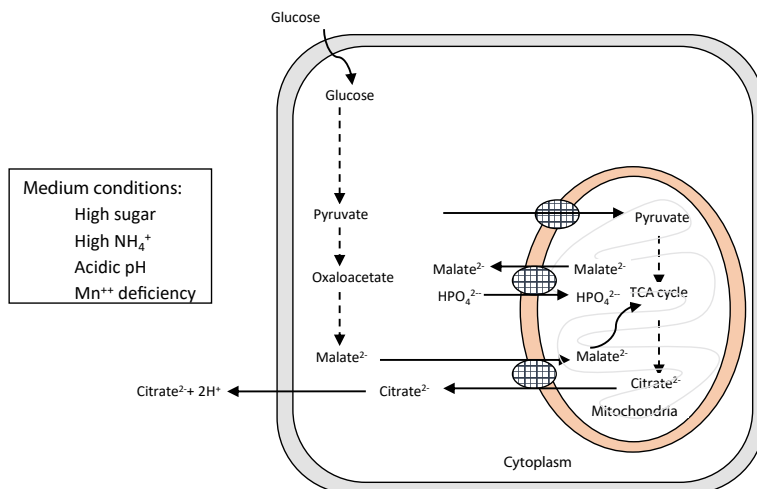 Glucose
Glucose
Medium conditions:
High sugar
High NH₄⁺
Acidic pH
Mn⁺⁺ deficiency
Pyruvate
Pyruvate
Oxaloacetate
Malate²⁻
Malate²⁻
HPO₄²⁻⁻
HPO₄²⁻⁻
TCA cycle
Malate²⁻
Malate²⁻
Citrate²⁻+ 2H⁺
Citrate²⁻
Citrate²⁻
Mitochondria
Cytoplasm